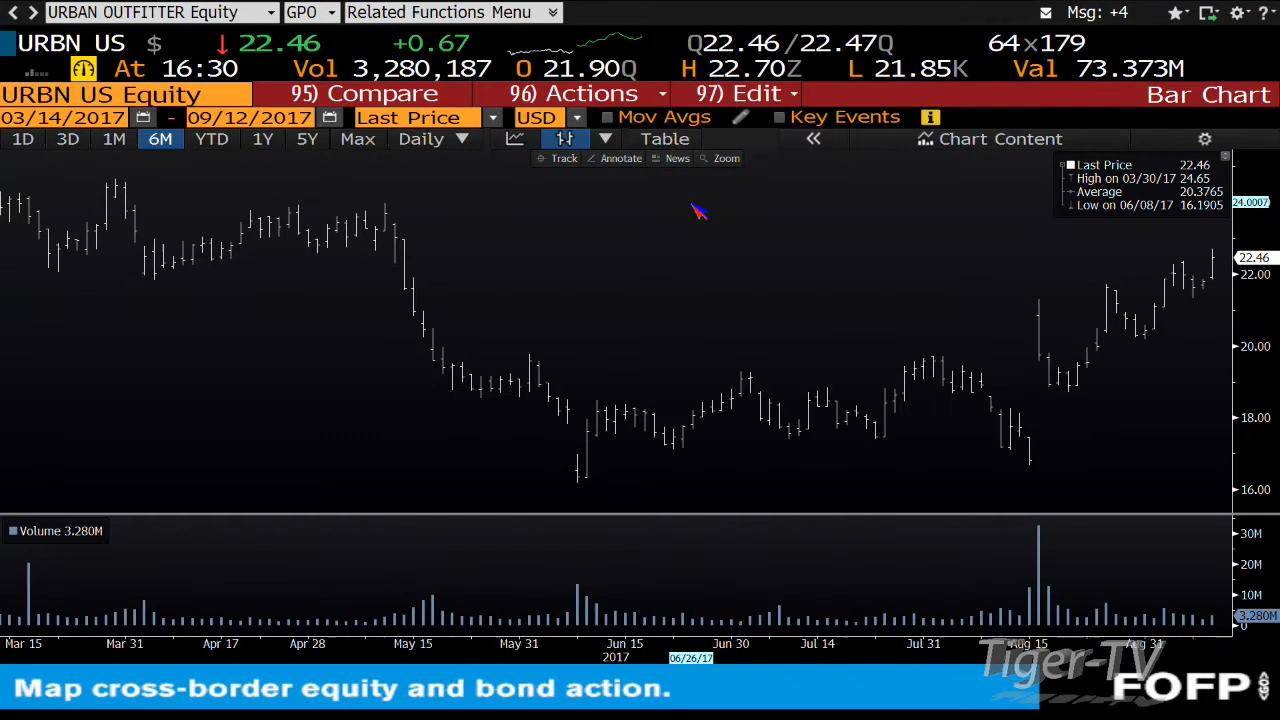 URBAN OUTFITTER Equity GPO Related Functions Menu Msg: +4 ?
URBN US $ ↓ 22.46 +0.67 Q22.46/22.47Q 64x179
At 16:30 Vol 3,280,187 O 21.90Q H 22.70Z L 21.85K Val 73.373M
URBN US Equity 95) Compare 96) Actions 97) Edit Bar Chart
03/14/2017 - 09/12/2017 Last Price USD Mov Avgs Key Events i
1D 3D 1M 6M YTD 1Y 5Y Max Daily Table Chart Content
Track Annotate News Zoom
Last Price 22.46
High on 03/30/17 24.65
Average 20.3765
Low on 06/08/17 16.1905
24.0007
22.46
22.00
20.00
18.00
16.00
Volume 3.280M
30M
20M
10M
3.280M
0
Mar 15 Mar 31 Apr 17 Apr 28 May 15 May 31 Jun 15 Jun 30 Jul 14 Jul 31 Aug 15 Aug 31
2017 06/26/17
Tiger-TV
Map cross-border equity and bond action.
FOFP